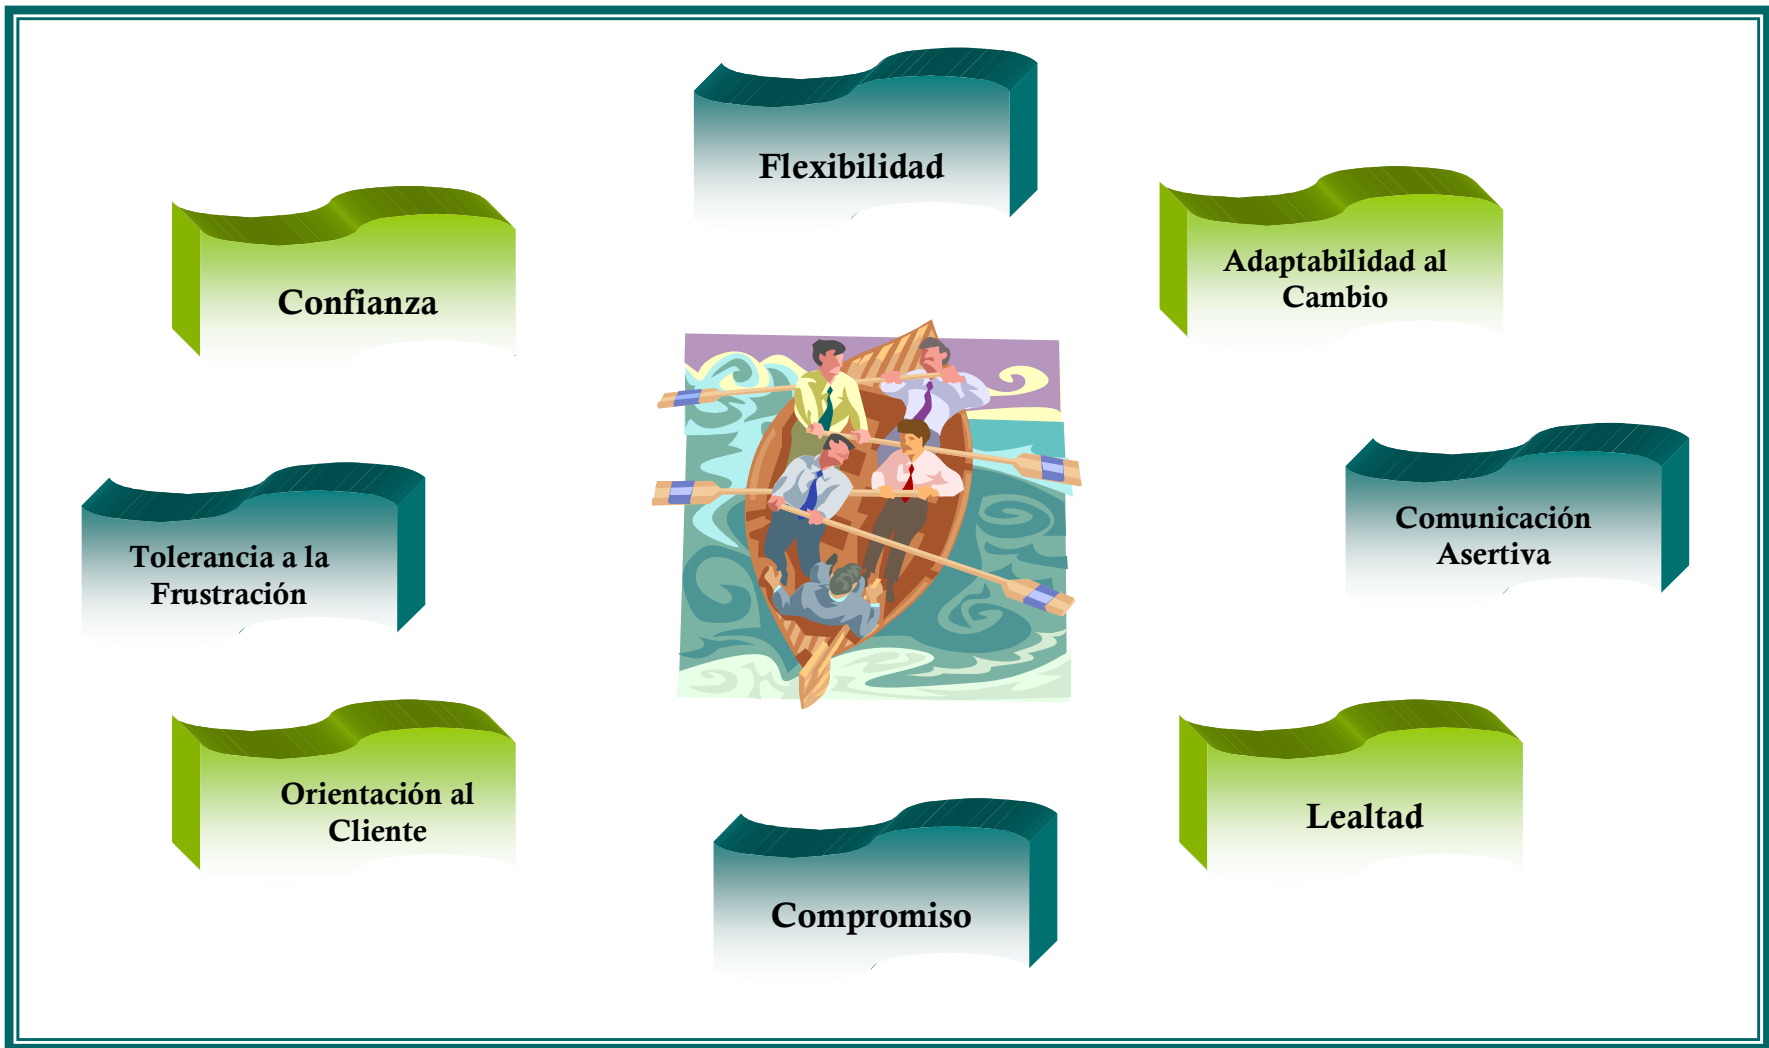 Flexibilidad
Adaptabilidad al
Cambio
Confianza
Comunicación
Asertiva
Tolerancia a la
Frustración
Orientación al
Cliente
Lealtad
Compromiso